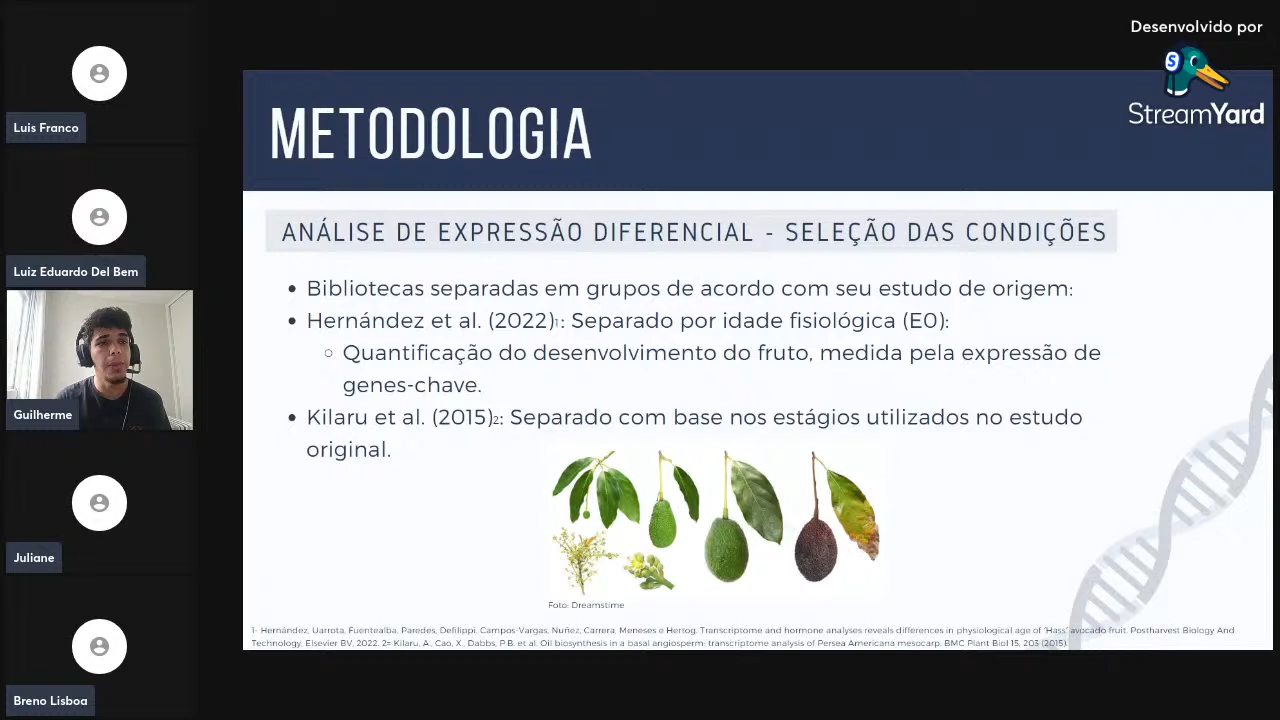 Desenvolvido por
StreamYard
Luis Franco
Luiz Eduardo Del Bem
Guilherme
Juliane
Breno Lisboa
METODOLOGIA
ANÁLISE DE EXPRESSÃO DIFERENCIAL - SELEÇÃO DAS CONDIÇÕES
• Bibliotecas separadas em grupos de acordo com seu estudo de origem:
• Hernández et al. (2022)1: Separado por idade fisiológica (E0):
○ Quantificação do desenvolvimento do fruto, medida pela expressão de
genes-chave.
• Kilaru et al. (2015)2: Separado com base nos estágios utilizados no estudo
original.
Foto: Dreamstime
1- Hernández, Uarrota, Fuentealba, Paredes, Defilippi, Campos-Vargas, Nuñez, Carrera, Meneses e Hertog. Transcriptome and hormone analyses reveals differences in physiological age of "Hass" avocado fruit. Postharvest Biology And
Technology, Elsevier BV, 2022. 2= Kilaru, A., Cao, X., Dabbs, P.B. et al. Oil biosynthesis in a basal angiosperm: transcriptome analysis of Persea Americana mesocarp. BMC Plant Biol 15, 203 (2015)